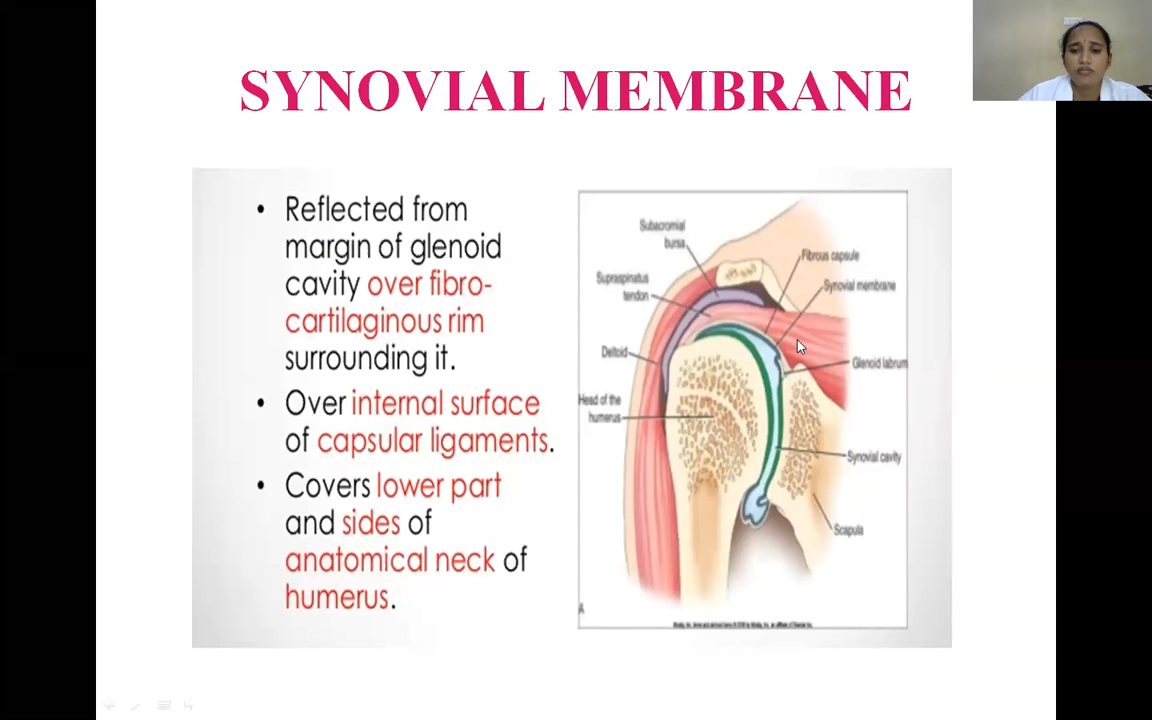 SYNOVIAL MEMBRANE
• Reflected from
margin of glenoid
cavity over fibro-
cartilaginous rim
surrounding it.
• Over internal surface
of capsular ligaments.
• Covers lower part
and sides of
anatomical neck of
humerus.
Subacromial
bursa
Supraspinatus
tendon
Deltoid
Head of the
humerus
Fibrous capsule
Synovial membrane
Glenoid labrum
Synovial cavity
Scapula
A